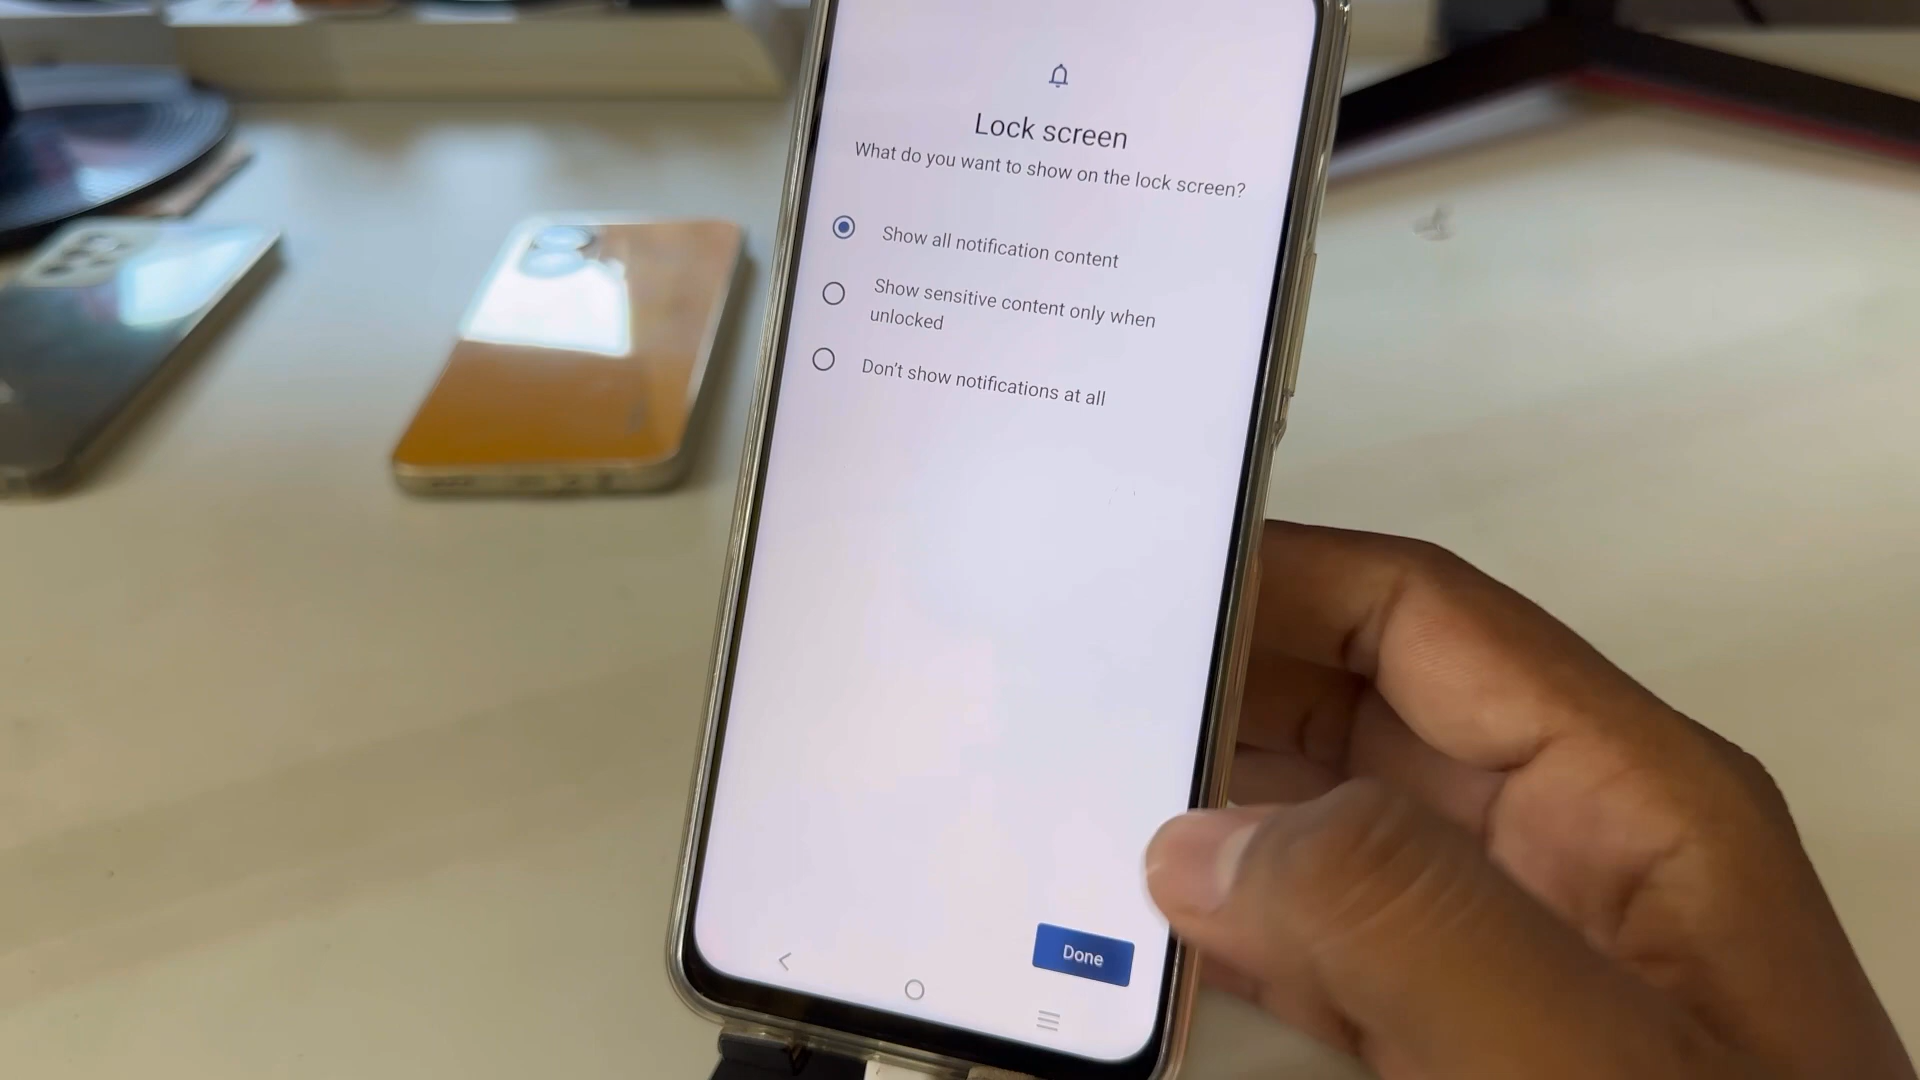 Lock screen
What do you want to show on the lock screen?
Show all notification content
Show sensitive content only when
unlocked
Don't show notifications at all
Done